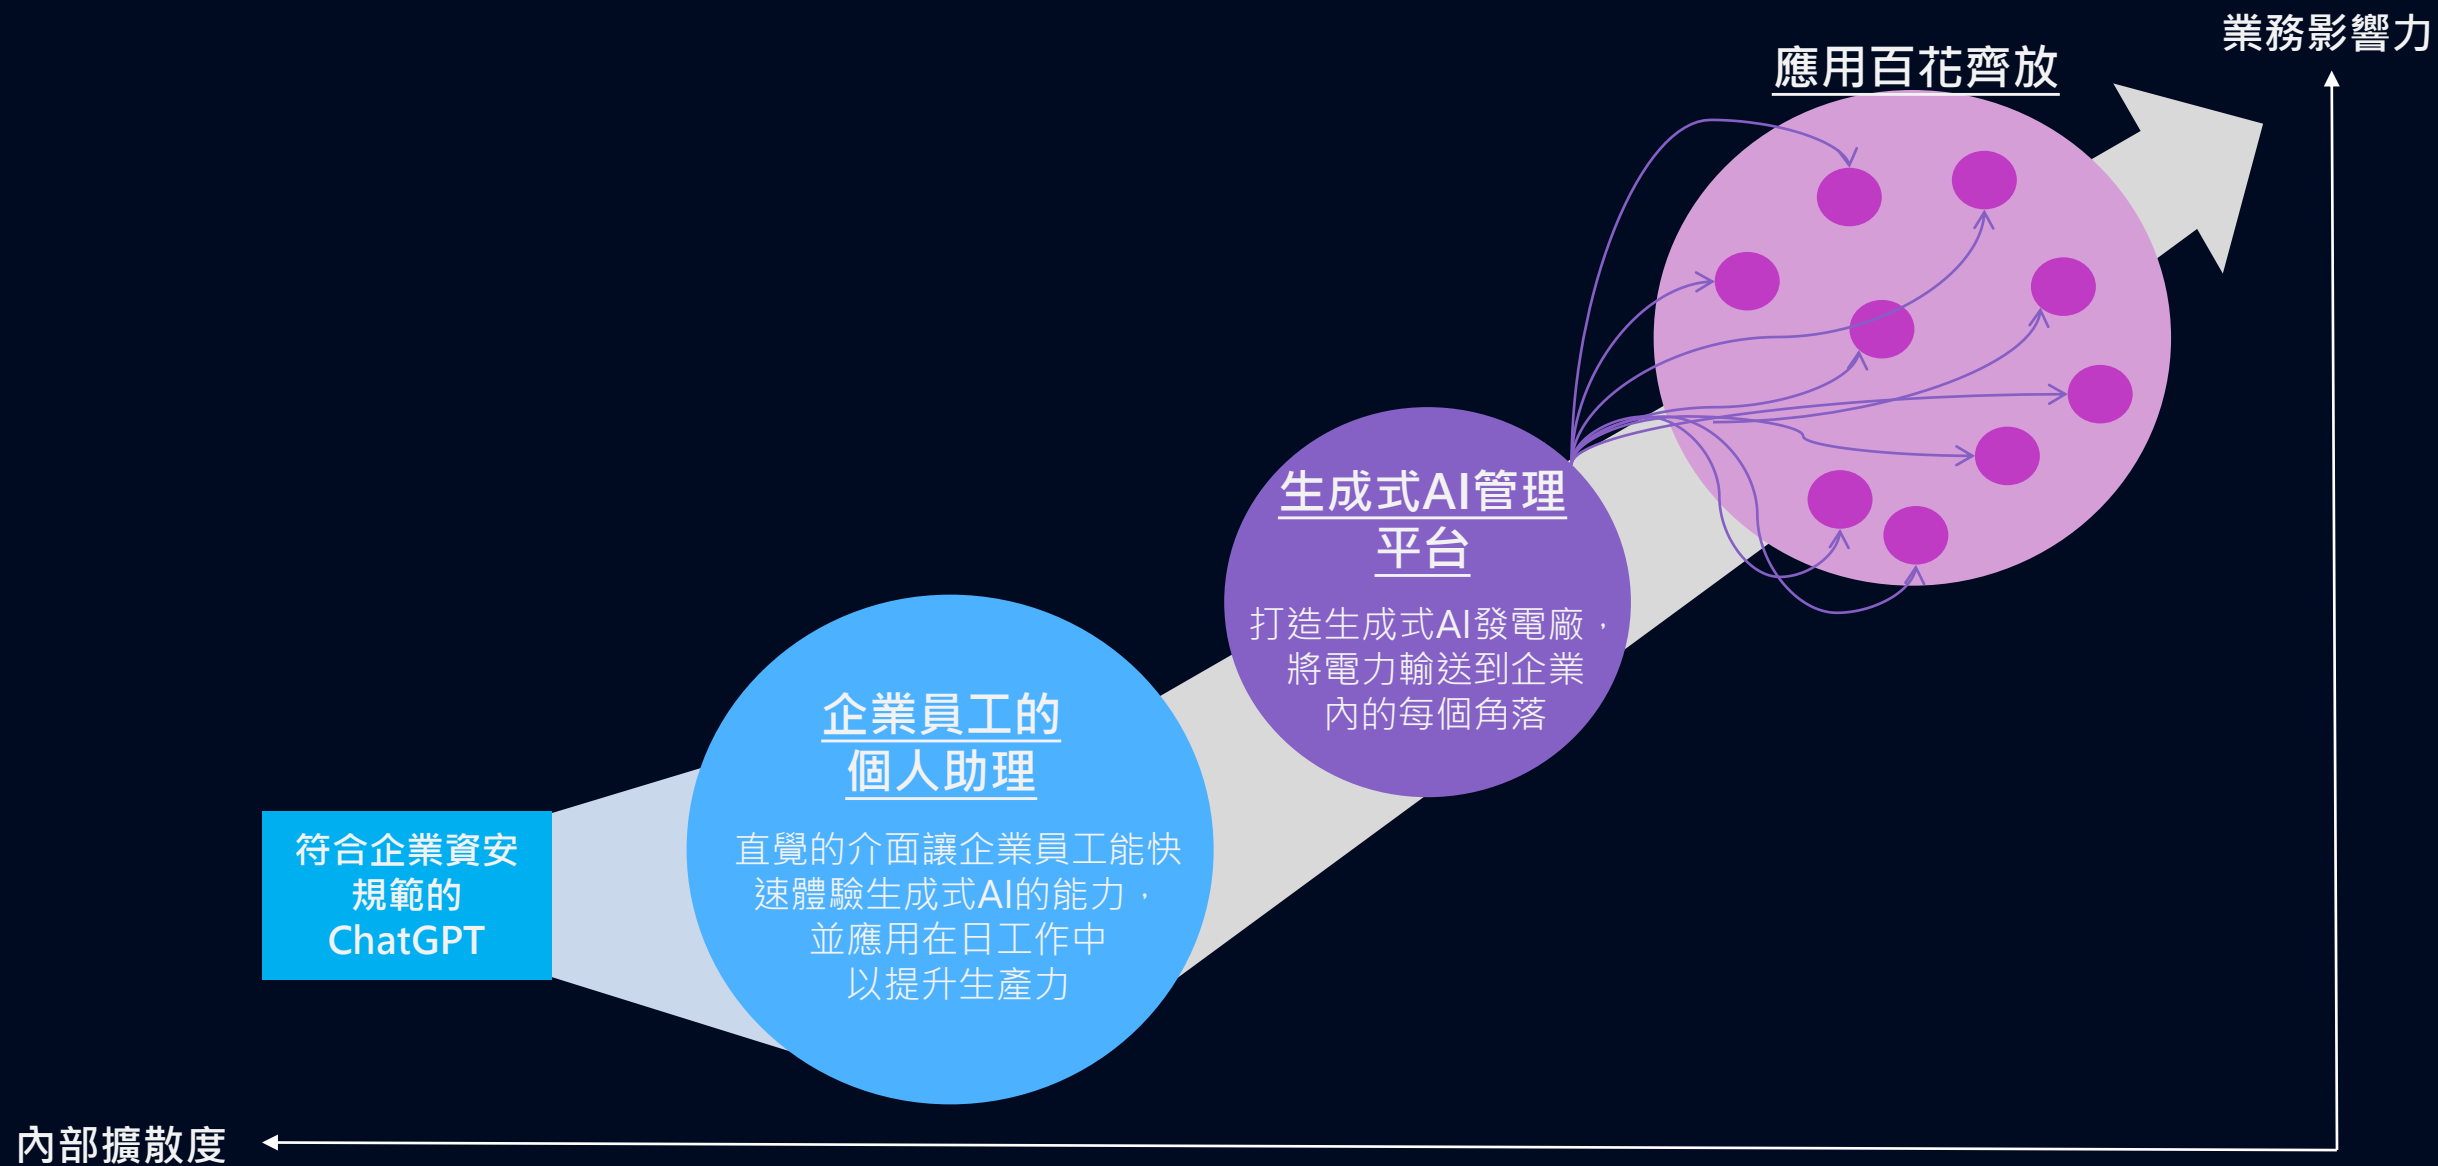 業務影響力
應用百花齊放
生成式AI管理
平台
打造生成式AI發電廠，
將電力輸送到企業
內的每個角落
企業員工的
個人助理
直覺的介面讓企業員工能快
速體驗生成式AI的能力，
並應用在日工作中
以提升生產力
符合企業資安
規範的
ChatGPT
內部擴散度